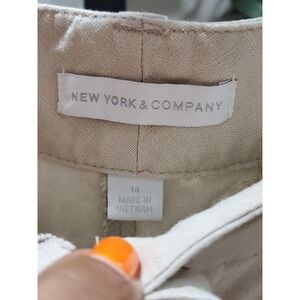 NEW YORK & COMPANY
14
MADE IN
VIETNAM